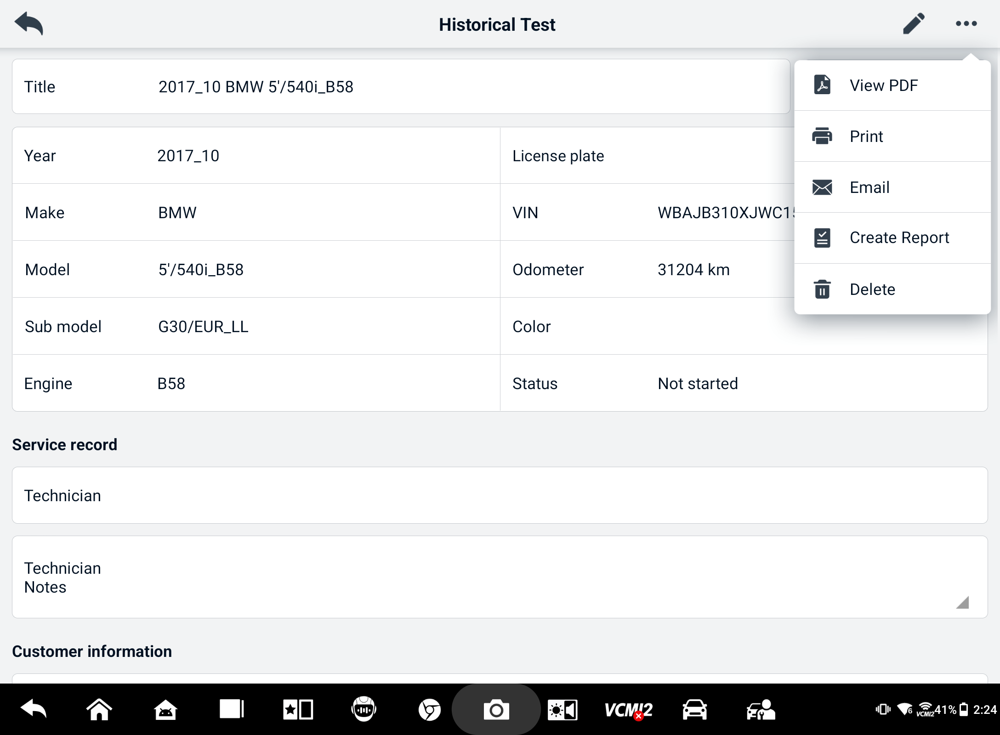 Historical Test
Title 2017_10 BMW 5'/540i_B58
Year 2017_10 License plate
Make BMW VIN WBAJB310XJWC1
Model 5'/540i_B58 Odometer 31204 km
Sub model G30/EUR_LL Color
Engine B58 Status Not started
View PDF
Print
Email
Create Report
Delete
Service record
Technician
Technician
Notes
Customer information
VCMI2
6 VCMI2 41% 2:24